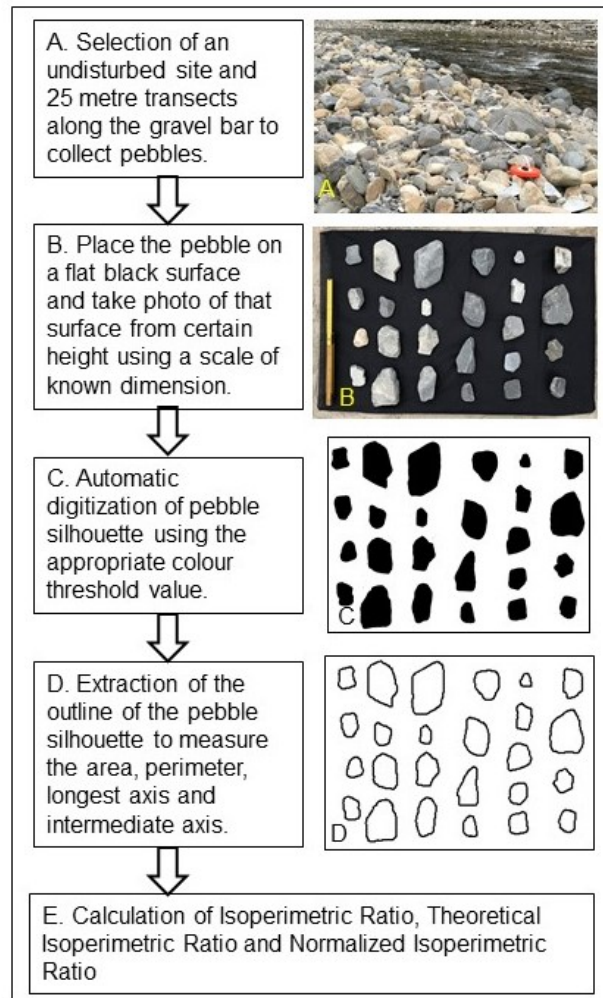 A. Selection of an
undisturbed site and
25 metre transects
along the gravel bar to
collect pebbles.
A
B. Place the pebble on
a flat black surface
and take photo of that
surface from certain
height using a scale of
known dimension.
B
C. Automatic
digitization of pebble
silhouette using the
appropriate colour
threshold value.
C
D. Extraction of the
outline of the pebble
silhouette to measure
the area, perimeter,
longest axis and
intermediate axis.
D
E. Calculation of Isoperimetric Ratio, Theoretical
Isoperimetric Ratio and Normalized Isoperimetric
Ratio